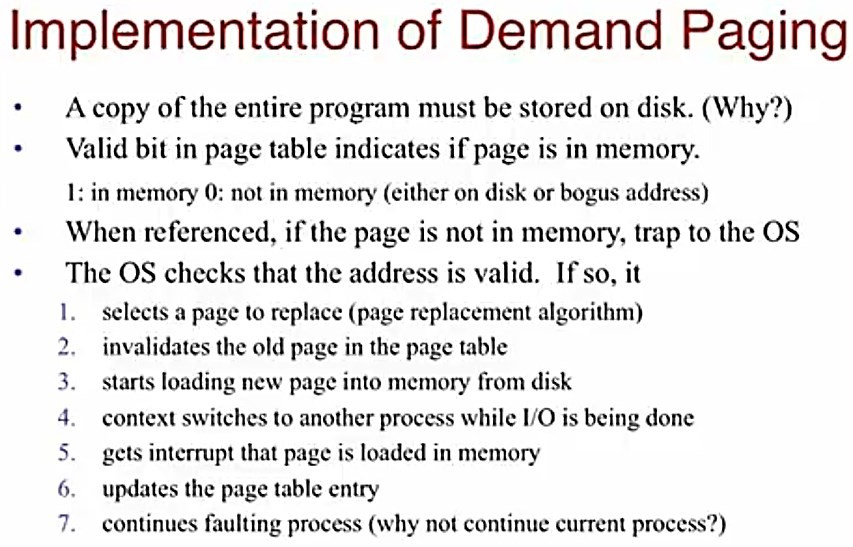 Implementation of Demand Paging
• A copy of the entire program must be stored on disk. (Why?)
• Valid bit in page table indicates if page is in memory.
1: in memory 0: not in memory (either on disk or bogus address)
• When referenced, if the page is not in memory, trap to the OS
• The OS checks that the address is valid.  If so, it
1. selects a page to replace (page replacement algorithm)
2. invalidates the old page in the page table
3. starts loading new page into memory from disk
4. context switches to another process while I/O is being done
5. gets interrupt that page is loaded in memory
6. updates the page table entry
7. continues faulting process (why not continue current process?)